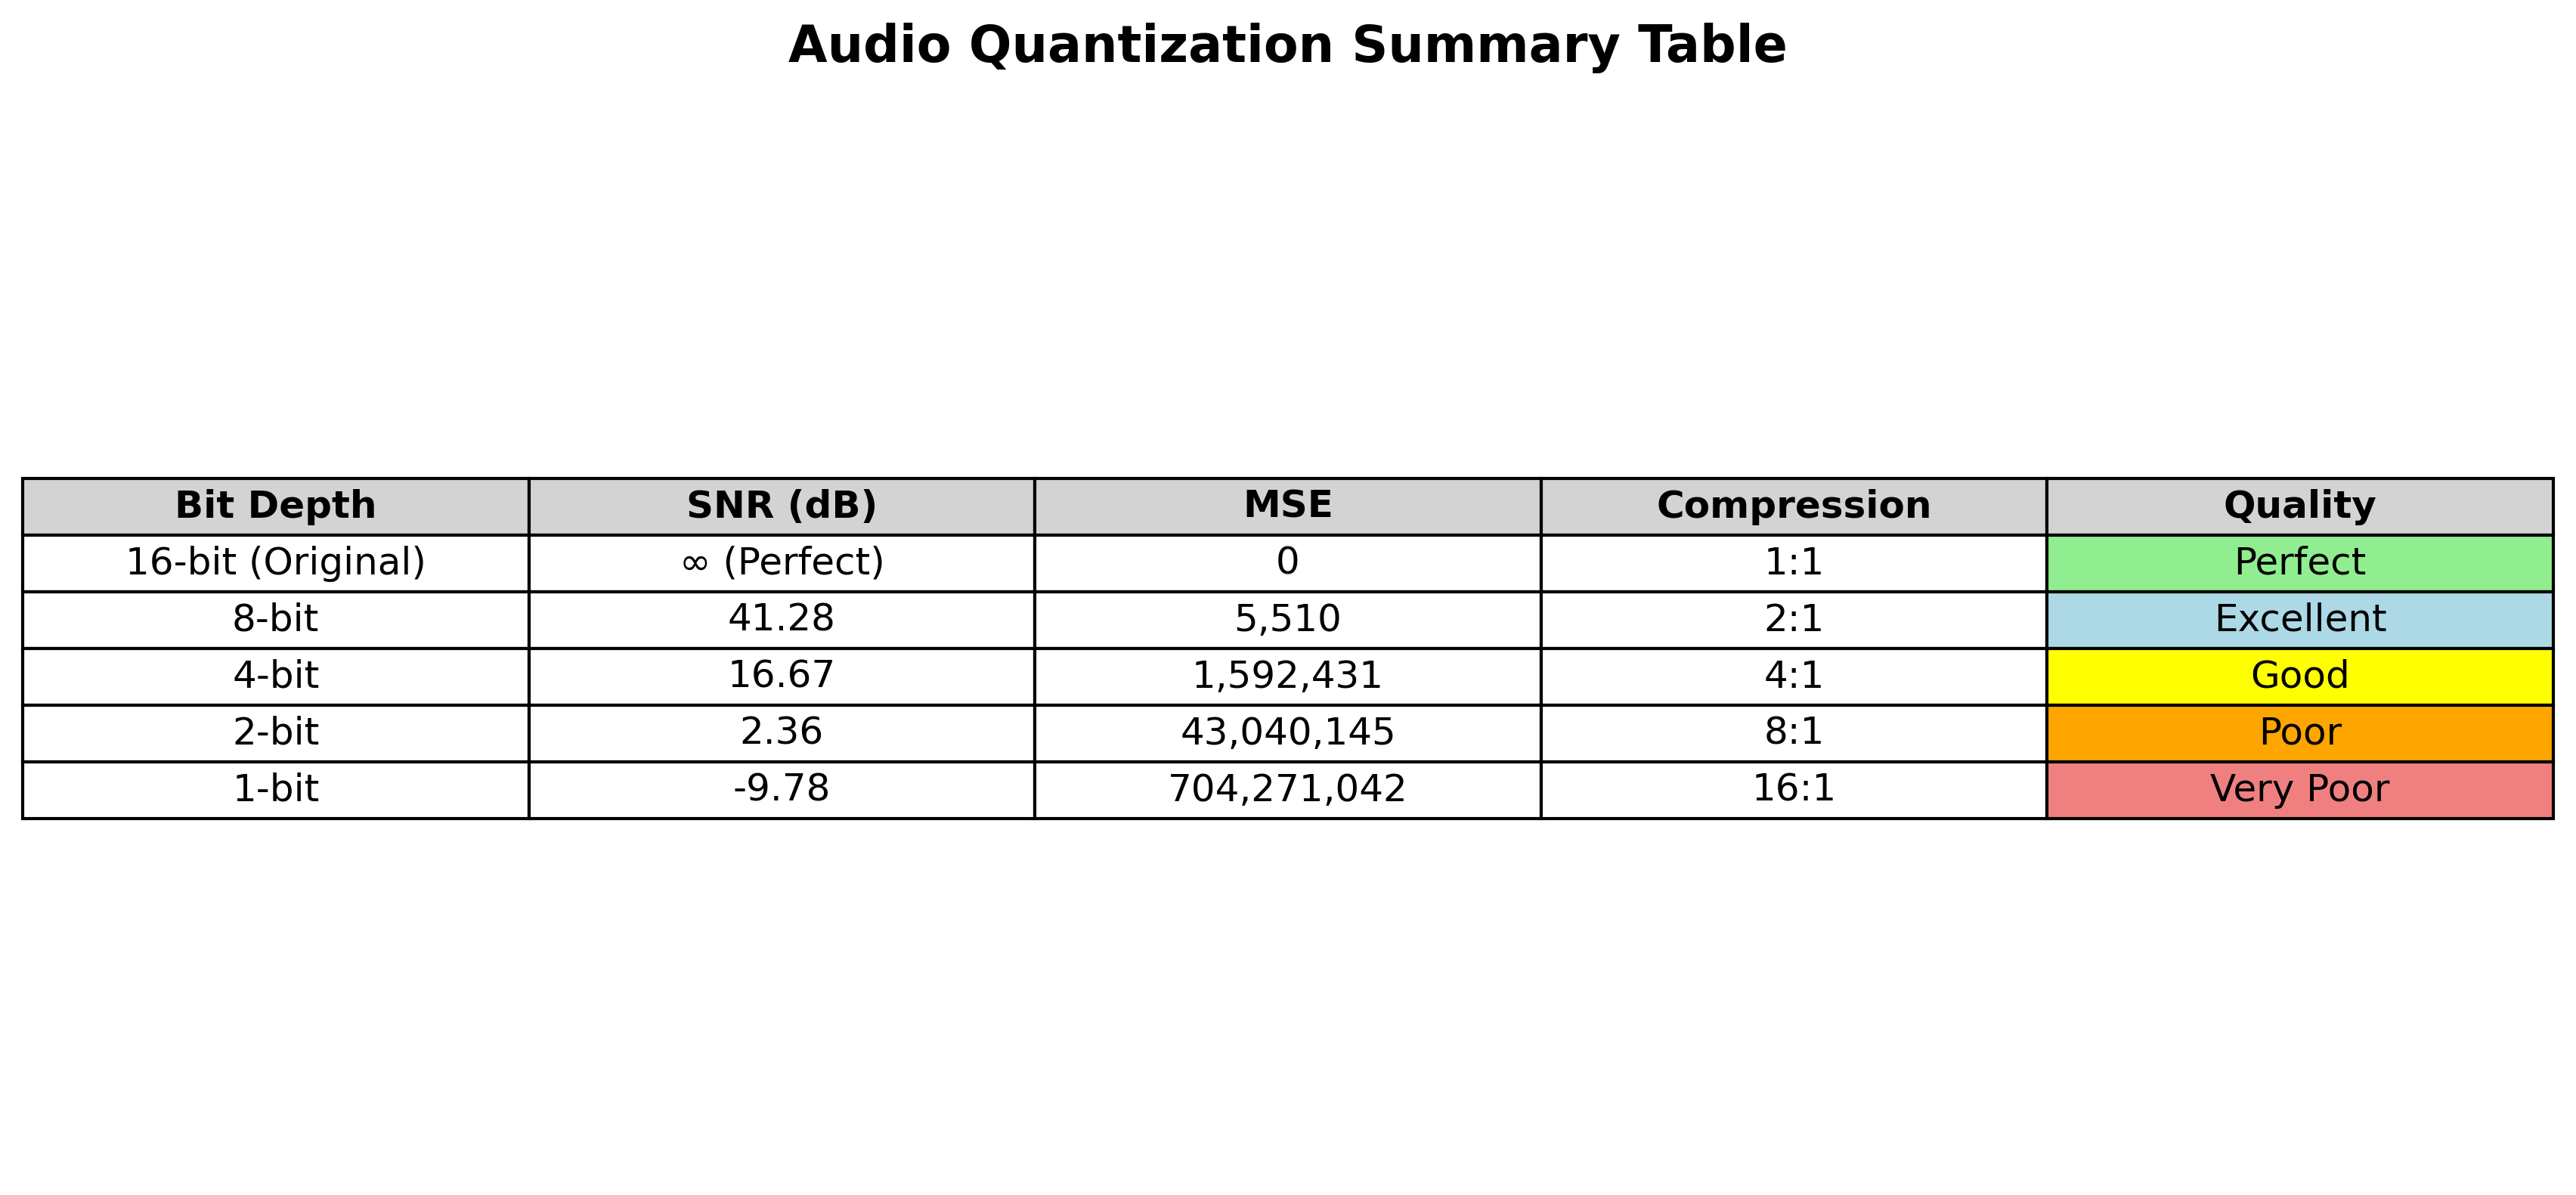 Audio Quantization Summary Table
Bit Depth SNR (dB) MSE Compression Quality
16-bit (Original) ∞ (Perfect) 0 1:1 Perfect
8-bit 41.28 5,510 2:1 Excellent
4-bit 16.67 1,592,431 4:1 Good
2-bit 2.36 43,040,145 8:1 Poor
1-bit -9.78 704,271,042 16:1 Very Poor